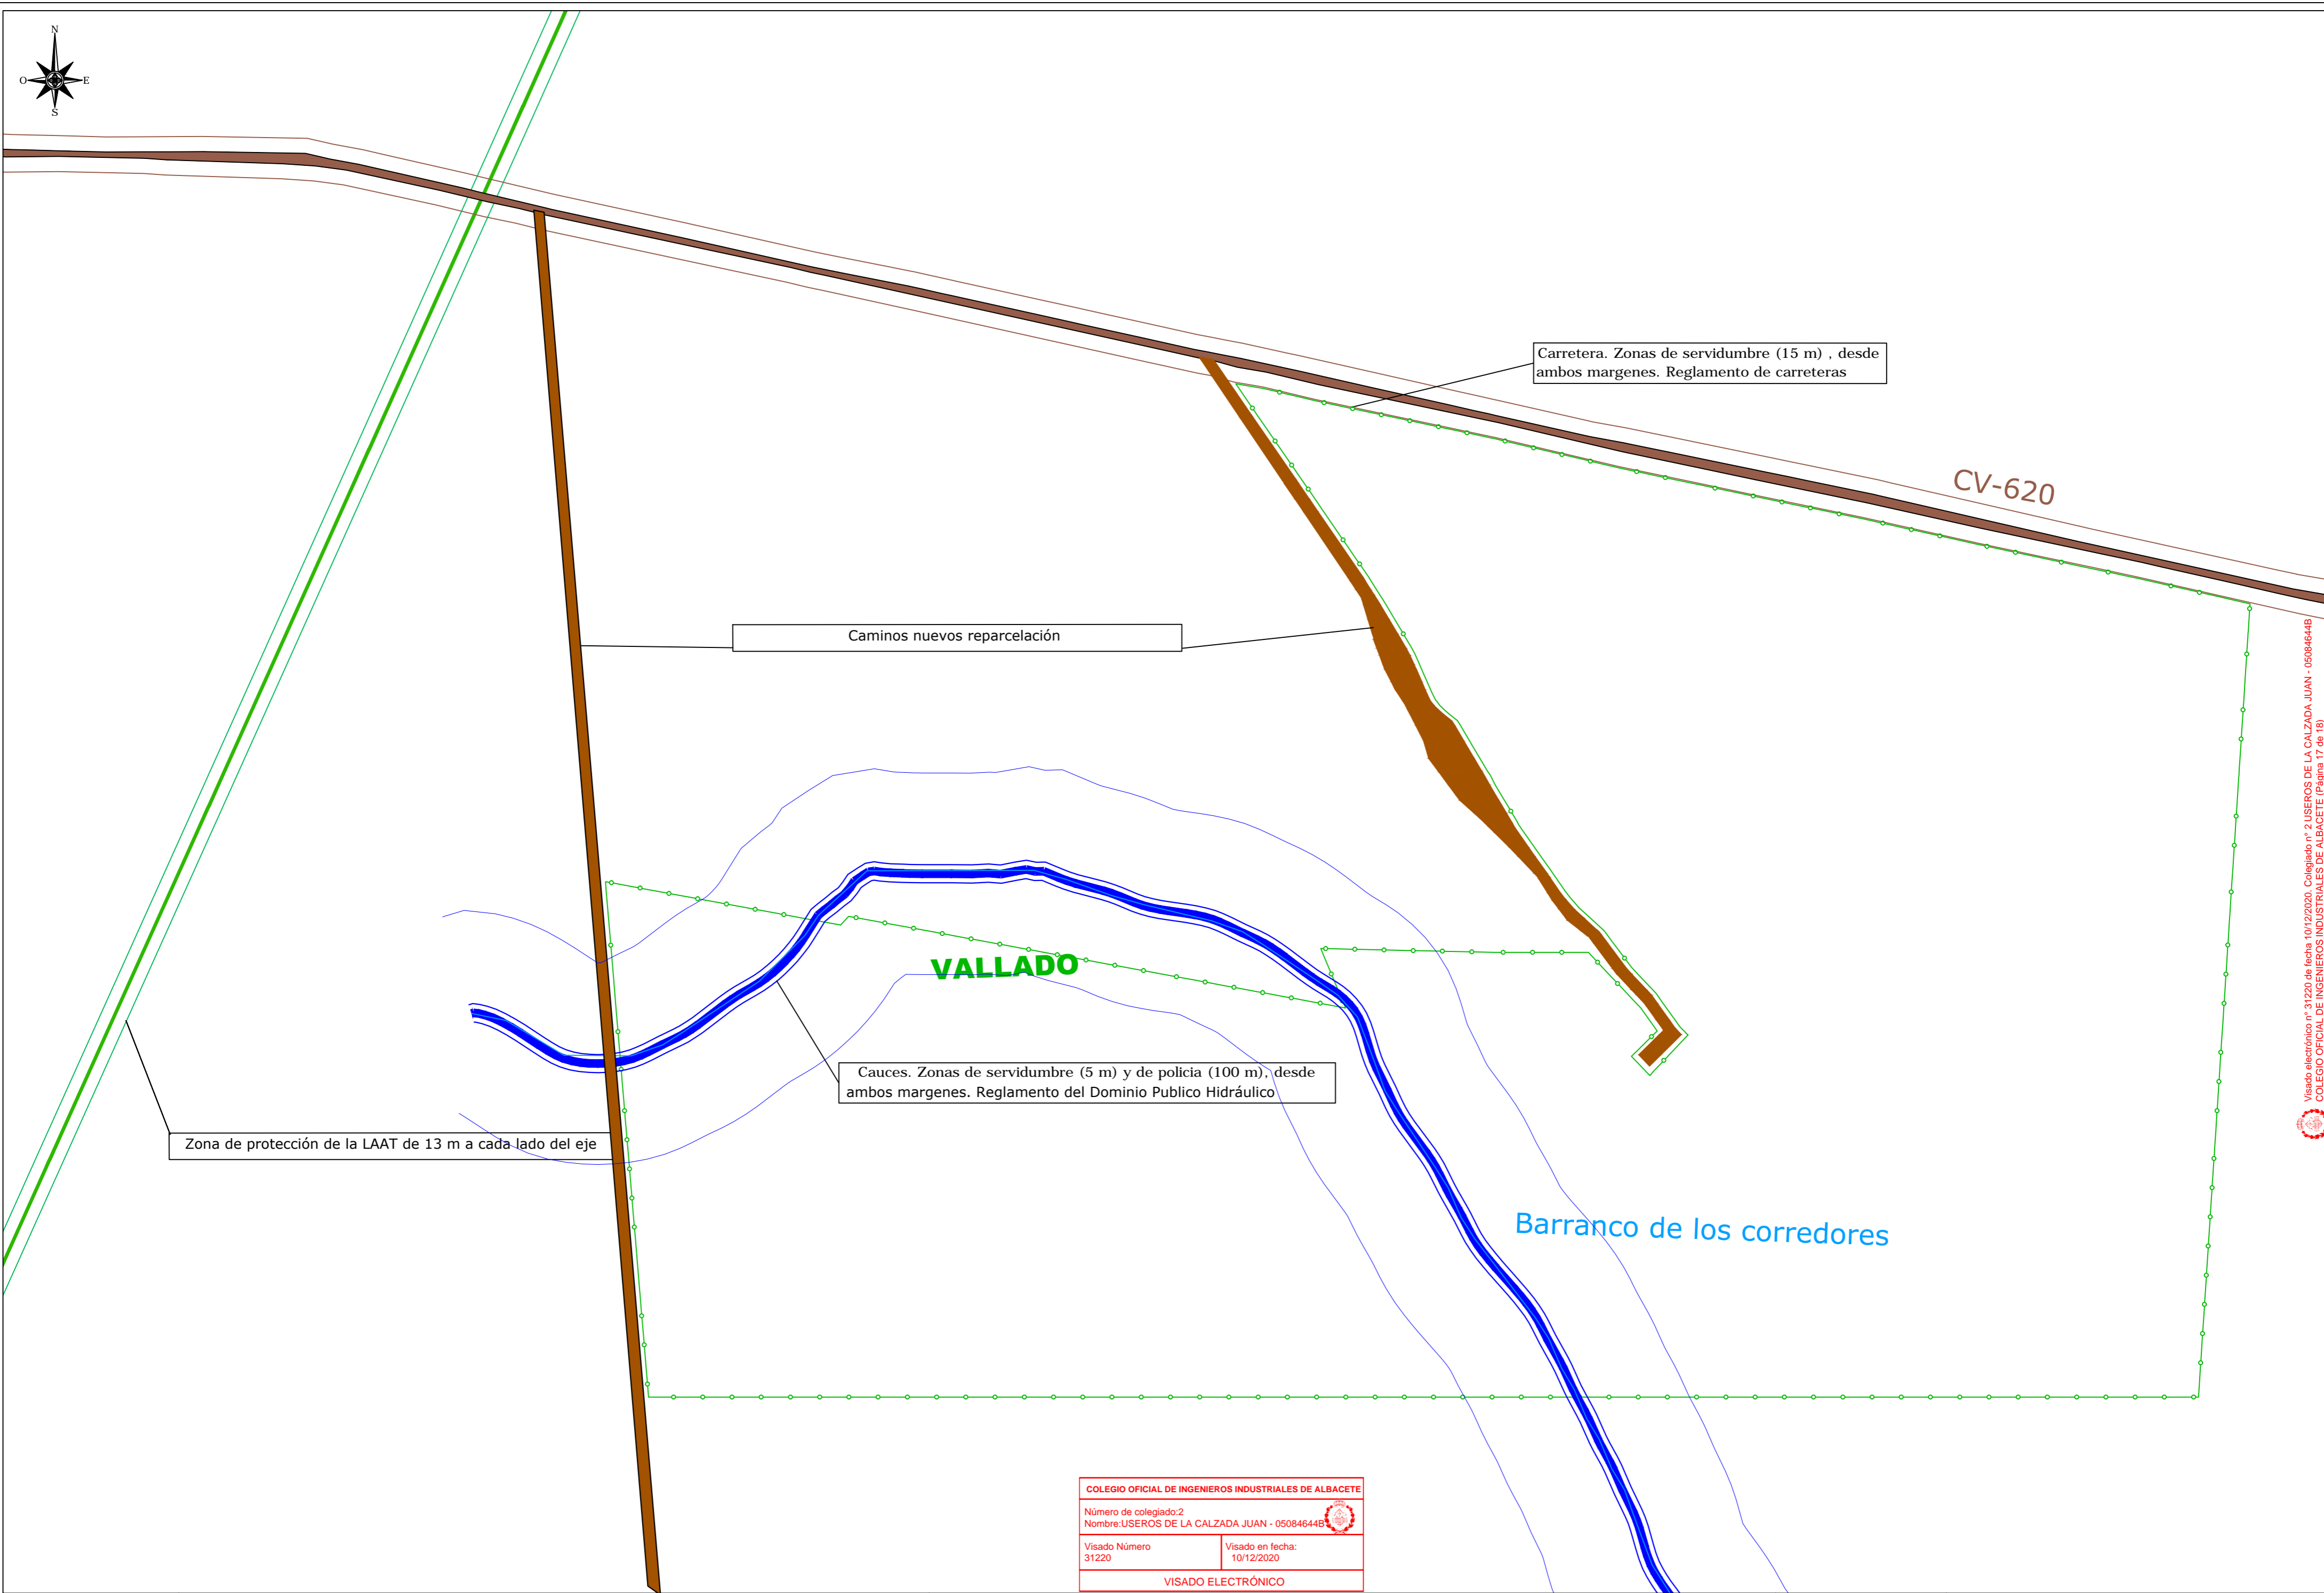 N
O
E
S
Carretera. Zonas de servidumbre (15 m) , desde
ambos margenes. Reglamento de carreteras
CV-620
Caminos nuevos reparcelación
VALLADO
Cauces. Zonas de servidumbre (5 m) y de policia (100 m), desde
ambos margenes. Reglamento del Dominio Publico Hidráulico
Zona de protección de la LAAT de 13 m a cada lado del eje
Barranco de los corredores
Visado electrónico nº 31220 de fecha 10/12/2020. Colegiado nº 2 USEROS DE LA CALZADA JUAN - 05084644B
COLEGIO OFICIAL DE INGENIEROS INDUSTRIALES DE ALBACETE (Página 17 de 18)
COLEGIO OFICIAL DE INGENIEROS INDUSTRIALES DE ALBACETE
Número de colegiado:2
Nombre:USEROS DE LA CALZADA JUAN - 05084644B
Visado Número
31220
Visado en fecha:
10/12/2020
VISADO ELECTRÓNICO